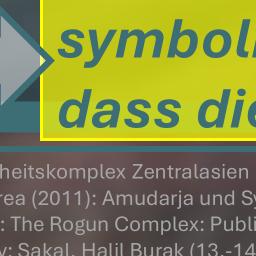 symboli
dass die
heitskomplex Zentralasien
rea (2011): Amudarja und Sy
: The Rogun Complex: Publi
y: Sakal, Halil Burak (13.-14